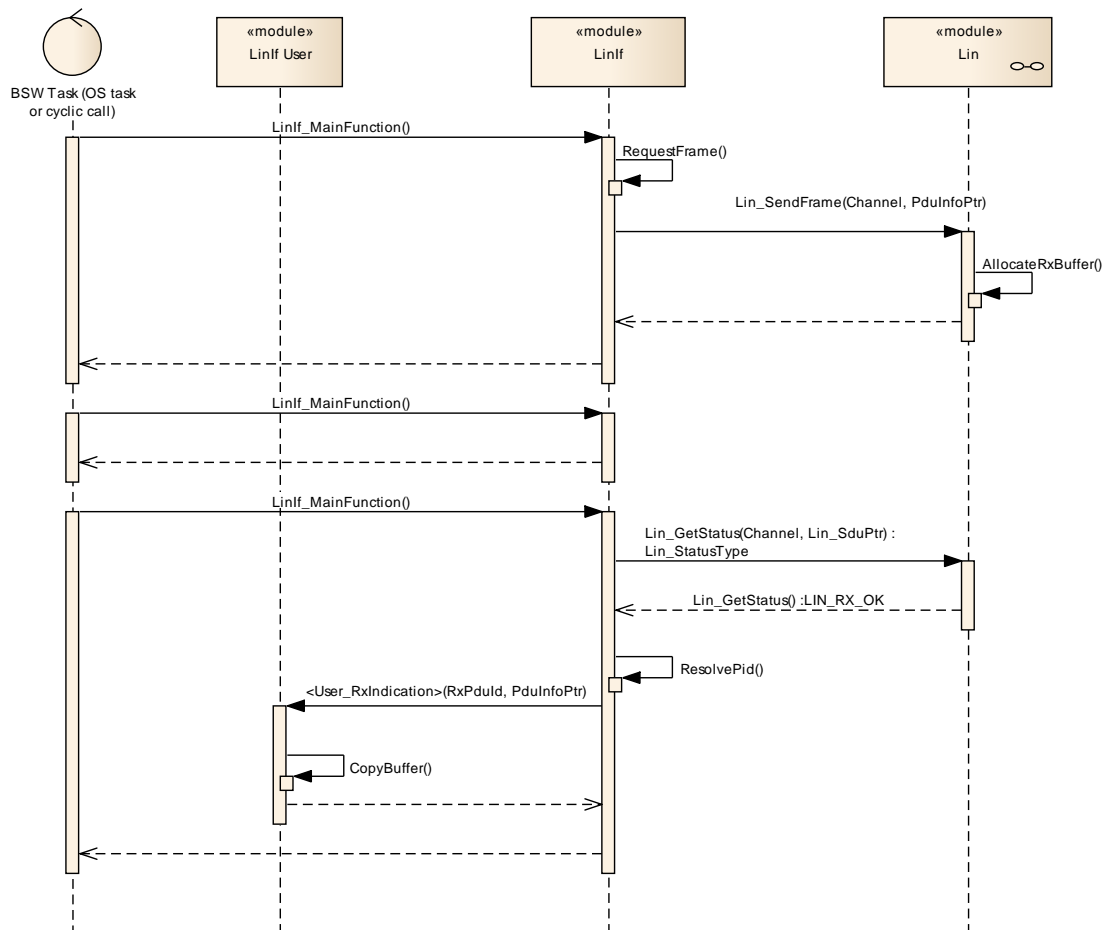 «module»
LinIf User
«module»
LinIf
«module»
Lin
BSW Task (OS task
or cyclic call)
LinIf_MainFunction()
RequestFrame()
Lin_SendFrame(Channel, PduInfoPtr)
AllocateRxBuffer()
LinIf_MainFunction()
LinIf_MainFunction()
Lin_GetStatus(Channel, Lin_SduPtr) :
Lin_StatusType
Lin_GetStatus() :LIN_RX_OK
ResolvePid()
<User_RxIndication>(RxPduId, PduInfoPtr)
CopyBuffer()